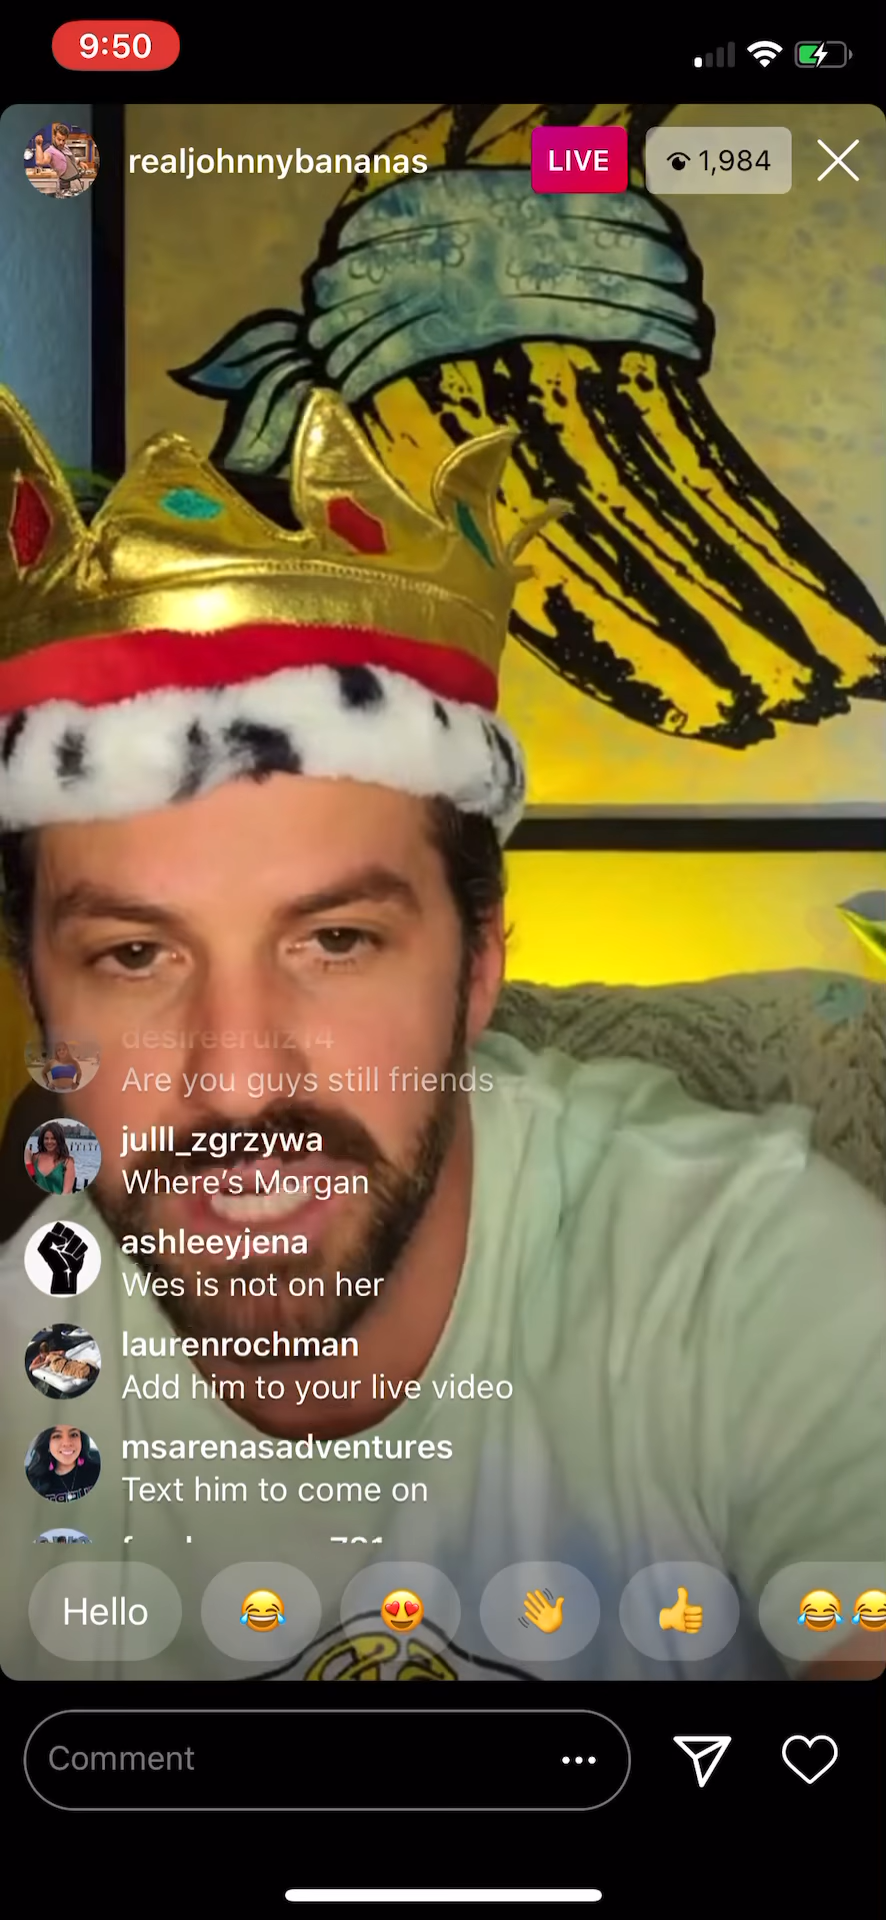 9:50
realjohnnybananas
LIVE
1,984
desireeruiz14
Are you guys still friends
julll_zgrzywa
Where's Morgan
ashleeyjena
Wes is not on her
laurenrochman
Add him to your live video
msarenasadventures
Text him to come on
Hello
Comment